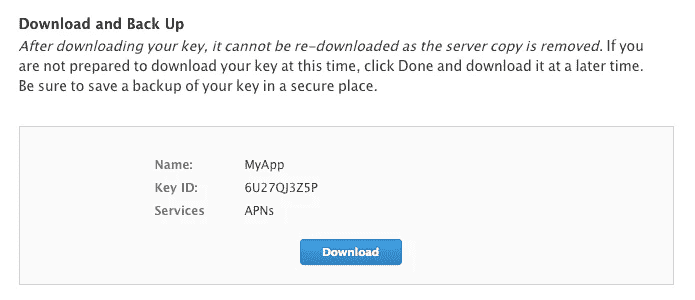 Download and Back Up
After downloading your key, it cannot be re-downloaded as the server copy is removed. If you
are not prepared to download your key at this time, click Done and download it at a later time.
Be sure to save a backup of your key in a secure place.
Name: MyApp
Key ID: 6U27QJ3Z5P
Services APNs
Download